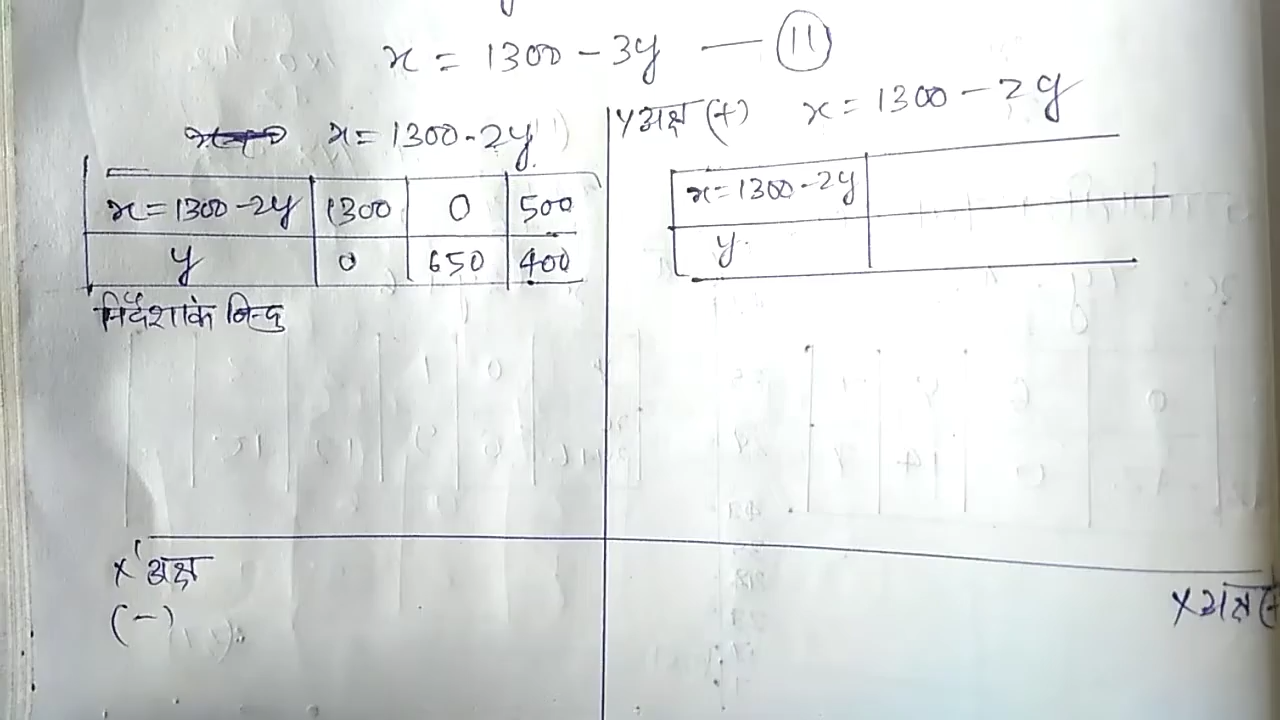 x = 1300 - 3y — 11
x = 1300 - 2y
x = 1300 - 2y 1300 0 500
y 0 650 400
निर्देशांक बिन्दु
Y अक्ष (+) x = 1300 - 2y
x = 1300 - 2y
y
X' अक्ष
(-)
X अक्ष (+